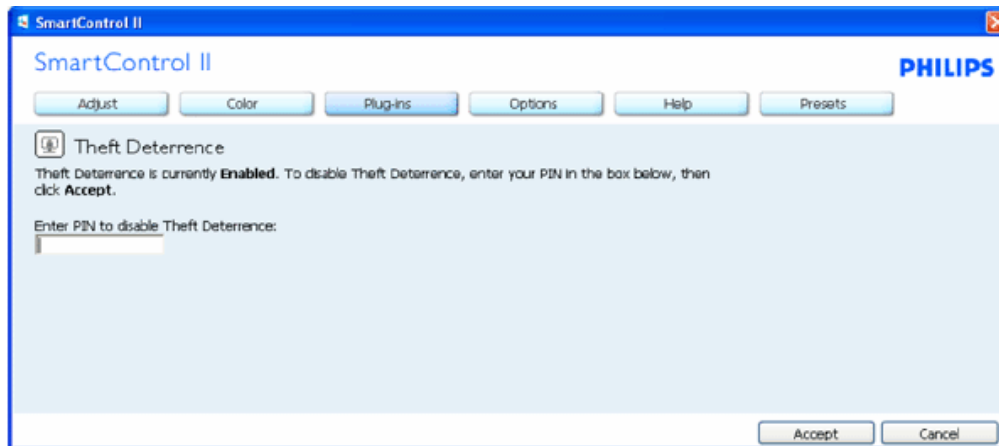 SmartControl II
SmartControl II
PHILIPS
Adjust Color Plug-ins Options Help Presets
Theft Deterrence
Theft Deterrence is currently Enabled. To disable Theft Deterrence, enter your PIN in the box below, then
click Accept.
Enter PIN to disable Theft Deterrence:
Accept Cancel